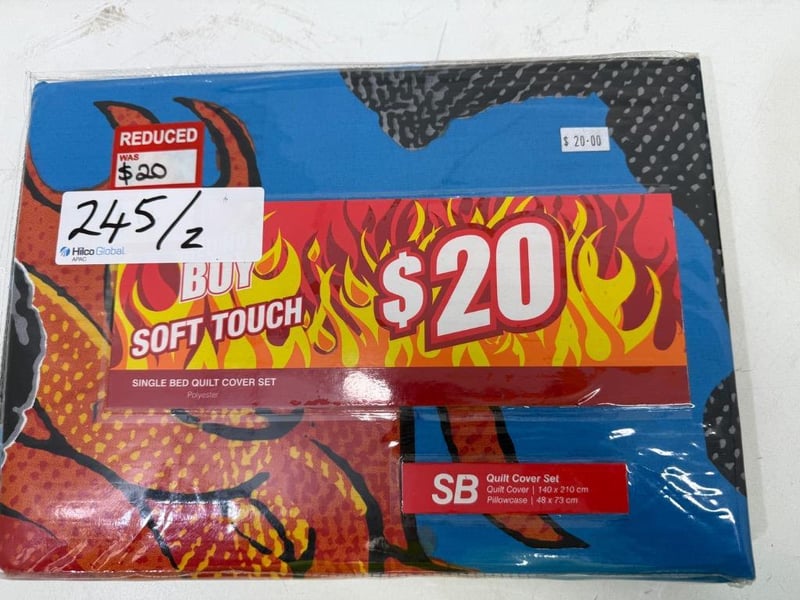 $ 20.00
REDUCED
WAS
$20
245/2
Hilco Global
APAC
BUY
SOFT TOUCH
$20
SINGLE BED QUILT COVER SET
Polyester
SB
Quilt Cover Set
Quilt Cover | 140 x 210 cm
Pillowcase | 48 x 73 cm